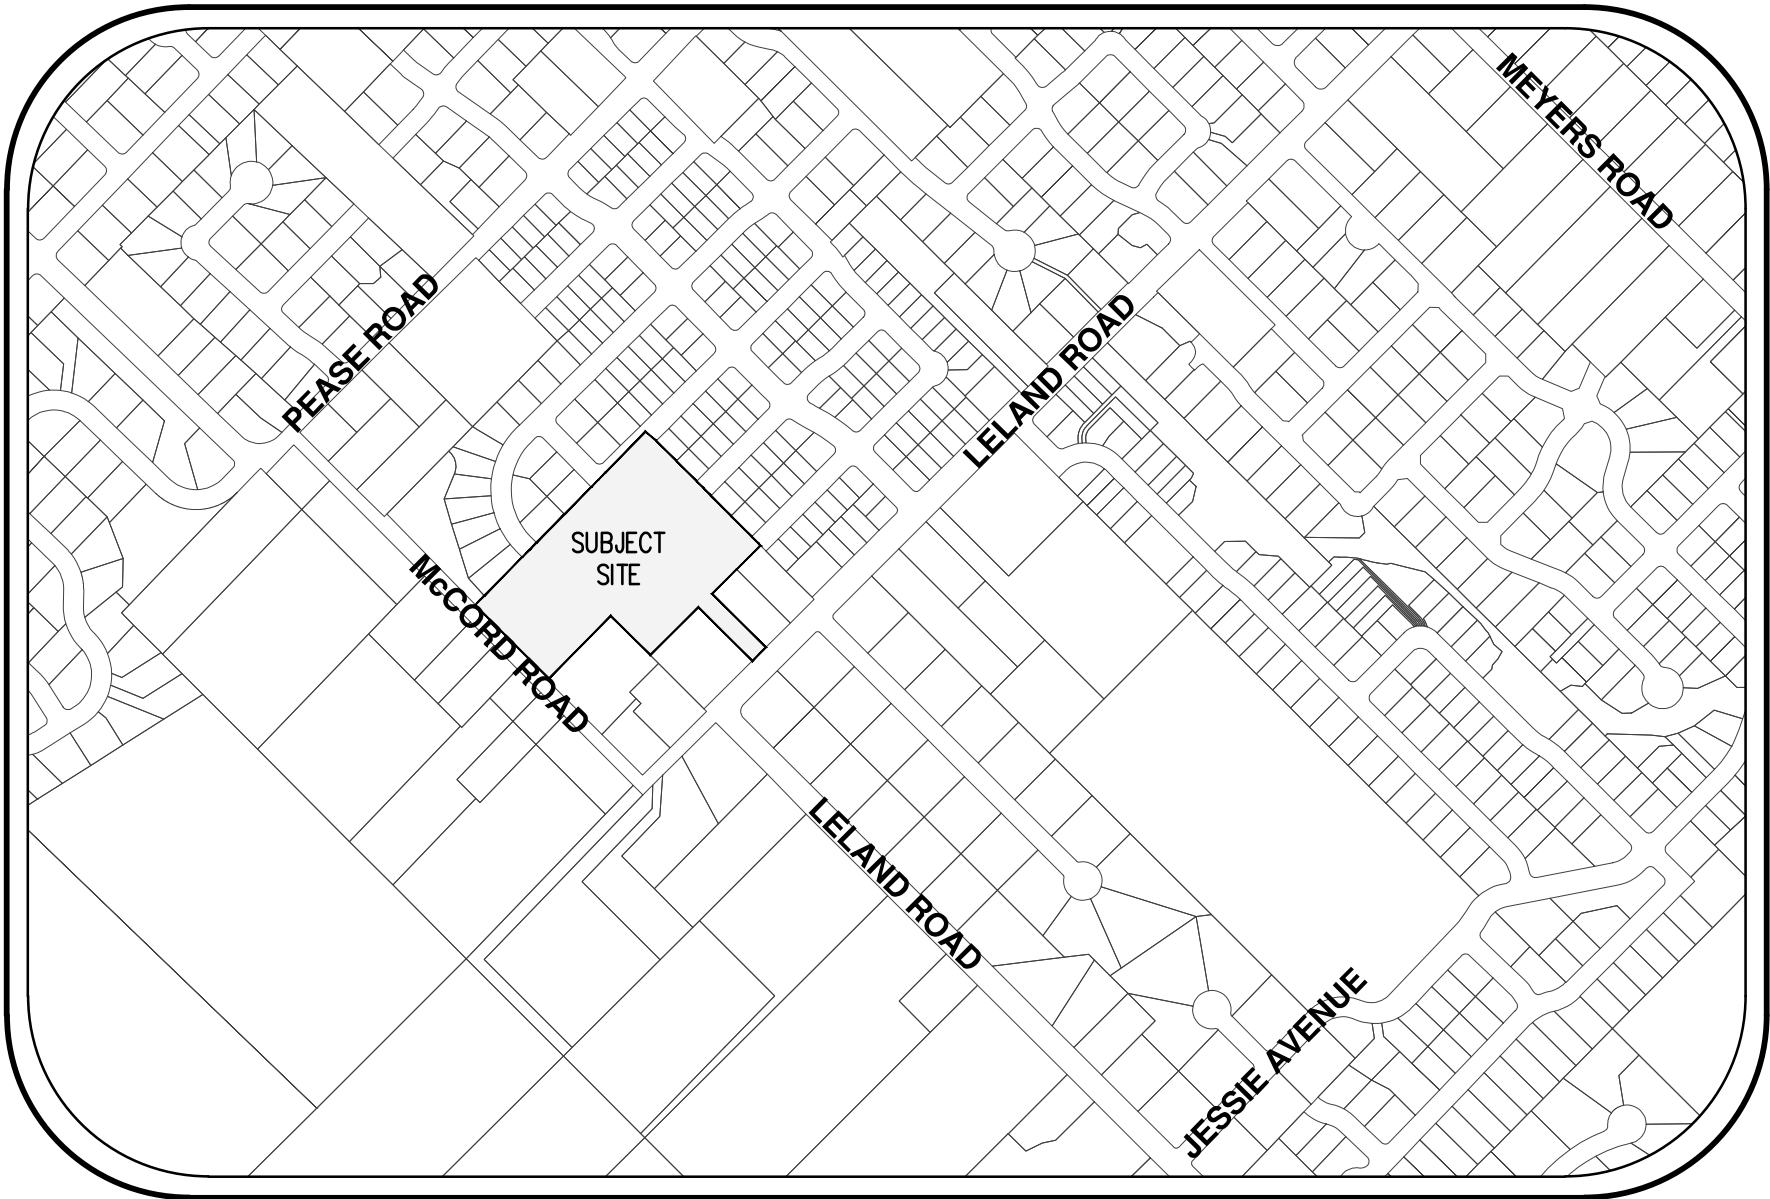 MEYERS ROAD
PEASE ROAD
LELAND ROAD
SUBJECT
SITE
McCORD ROAD
LELAND ROAD
JESSIE AVENUE